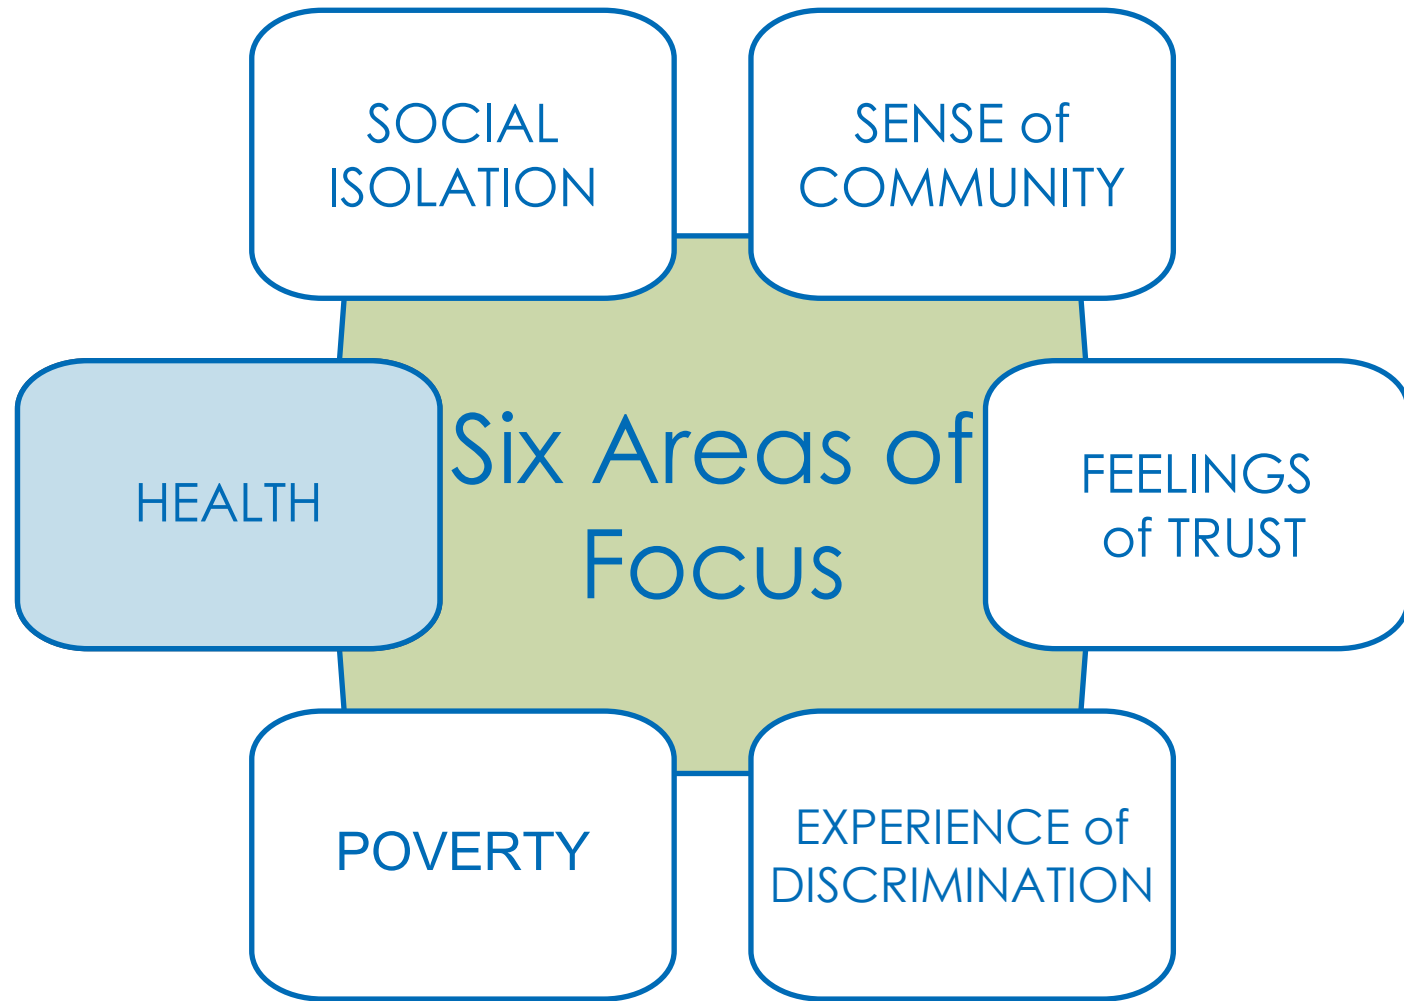 SOCIAL
ISOLATION
SENSE of
COMMUNITY
HEALTH
Six Areas of
Focus
FEELINGS
of TRUST
POVERTY
EXPERIENCE of
DISCRIMINATION